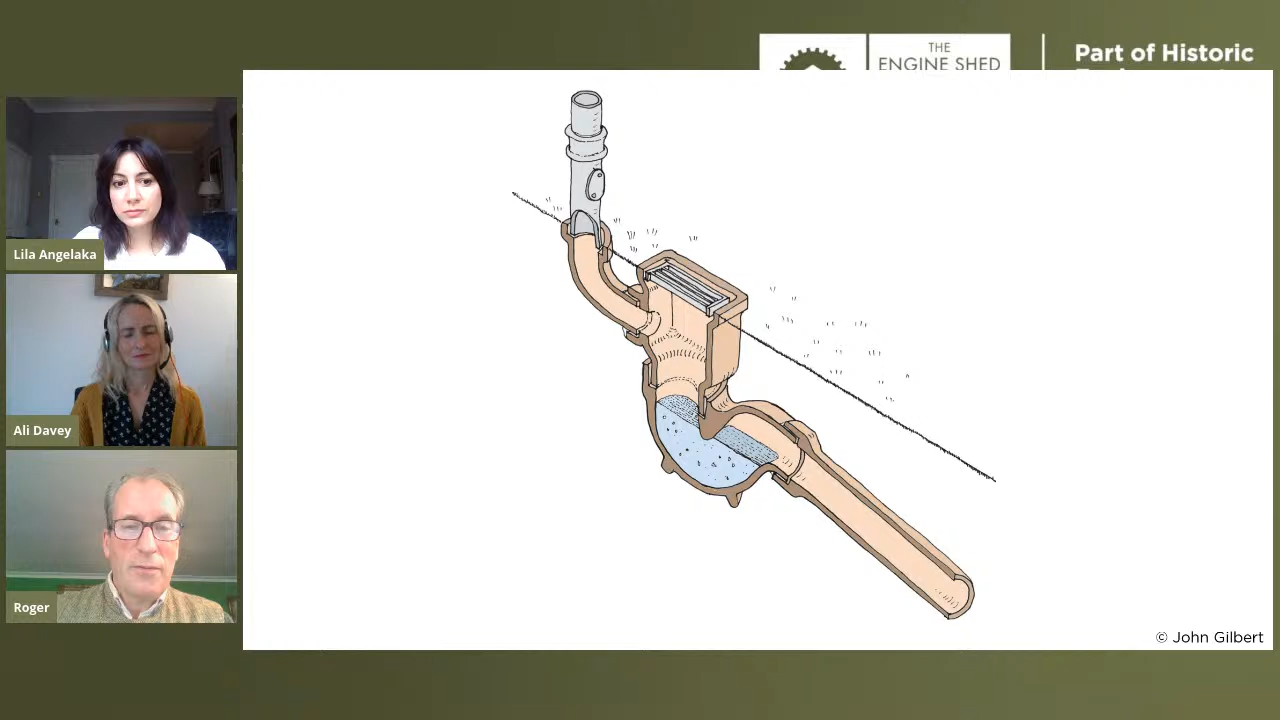 THE
ENGINE SHED
Part of Historic
Lila Angelaka
Ali Davey
Roger
© John Gilbert